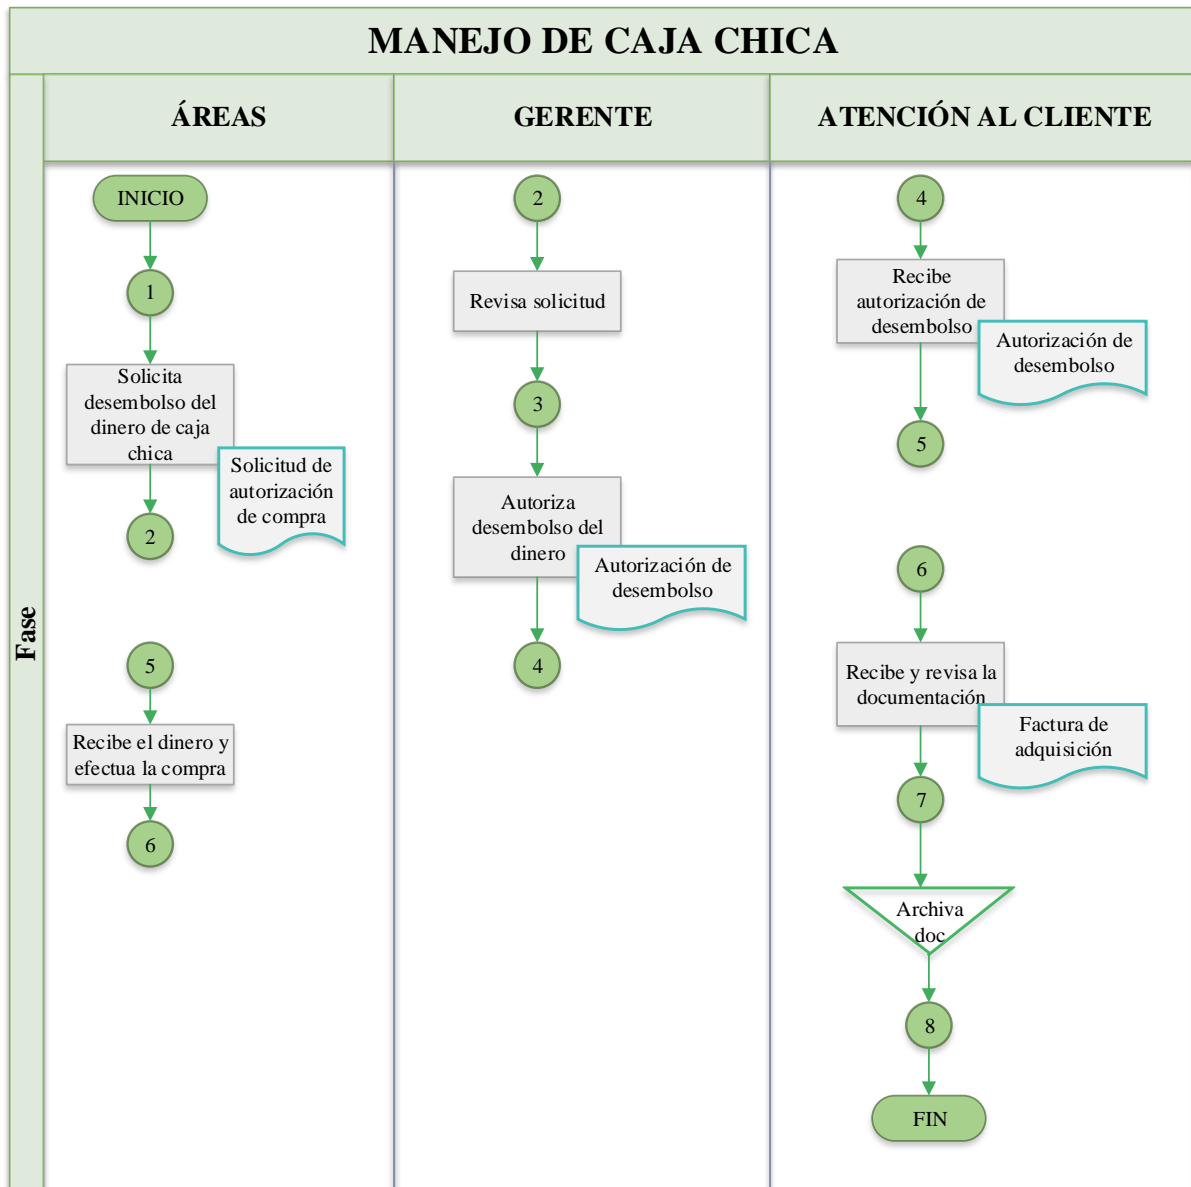 MANEJO DE CAJA CHICA
Fase
ÁREAS
GERENTE
ATENCIÓN AL CLIENTE
INICIO
1
Solicita
desembolso del
dinero de caja
chica
Solicitud de
autorización
de compra
2
5
Recibe el dinero y
efectua la compra
6
2
Revisa solicitud
3
Autoriza
desembolso del
dinero
Autorización de
desembolso
4
4
Recibe
autorización de
desembolso
Autorización de
desembolso
5
6
Recibe y revisa la
documentación
Factura de
adquisición
7
Archiva
doc
8
FIN